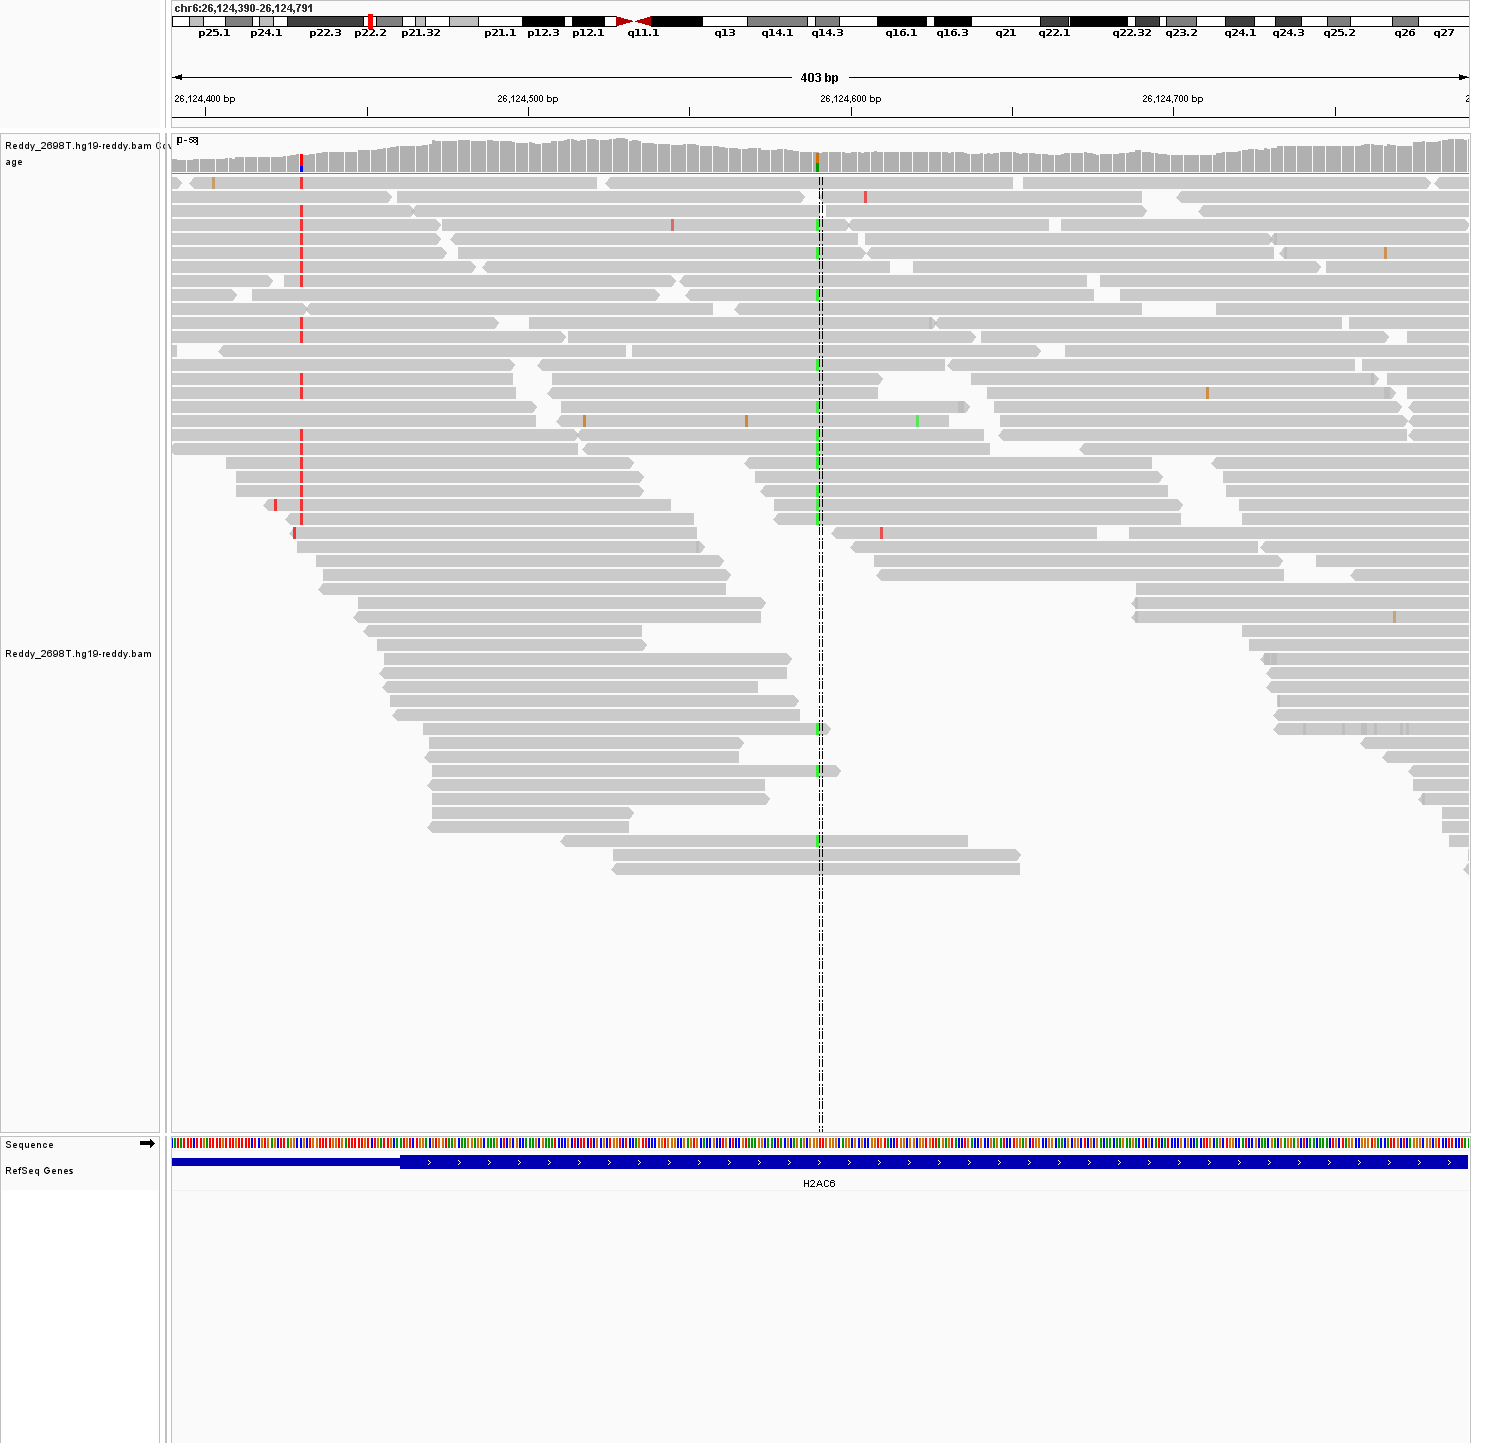 chr6:26,124,390-26,124,791
p25.1 p24.1 p22.3 p22.2 p21.32 p21.1 p12.3 p12.1 q11.1 q13 q14.1 q14.3 q16.1 q16.3 q21 q22.1 q22.32 q23.2 q24.1 q24.3 q25.2 q26 q27
403 bp
26,124,400 bp 26,124,500 bp 26,124,600 bp 26,124,700 bp 2
Reddy_2698T.hg19-reddy.bam Cov
age
Reddy_2698T.hg19-reddy.bam
Sequence
RefSeq Genes
H2AC6